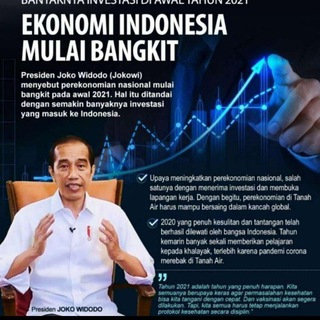 BANYAKNYA INVESTASI DI AWAL TAHUN 2021
EKONOMI INDONESIA
MULAI BANGKIT
Presiden Joko Widodo (Jokowi)
menyebut perekonomian nasional mulai
bangkit pada awal 2021. Hal itu ditandai
dengan semakin banyaknya investasi
yang masuk ke Indonesia.
Upaya meningkatkan perekonomian nasional, salah
satunya dengan menerima investasi dan membuka
lapangan kerja. Dengan begitu, perekonomian di Tanah
Air harus mampu bersaing dalam kancah global.
2020 yang penuh kesulitan dan tantangan telah
berhasil dilewati oleh bangsa Indonesia. Tahun
kemarin banyak sekali memberikan pelajaran
kepada khalayak, terlebih karena pandemi corona
merebak di Tanah Air.
Tahun 2021 adalah tahun yang penuh harapan. Kita
semuanya berupaya keras agar permasalahan kesehatan
bisa kita tangani dengan cepat. Dan vaksinasi akan segera
dilakukan. Tapi, kita semua harus tetap menjalankan
protokol kesehatan secara disiplin."
Presiden JOKO WIDODO